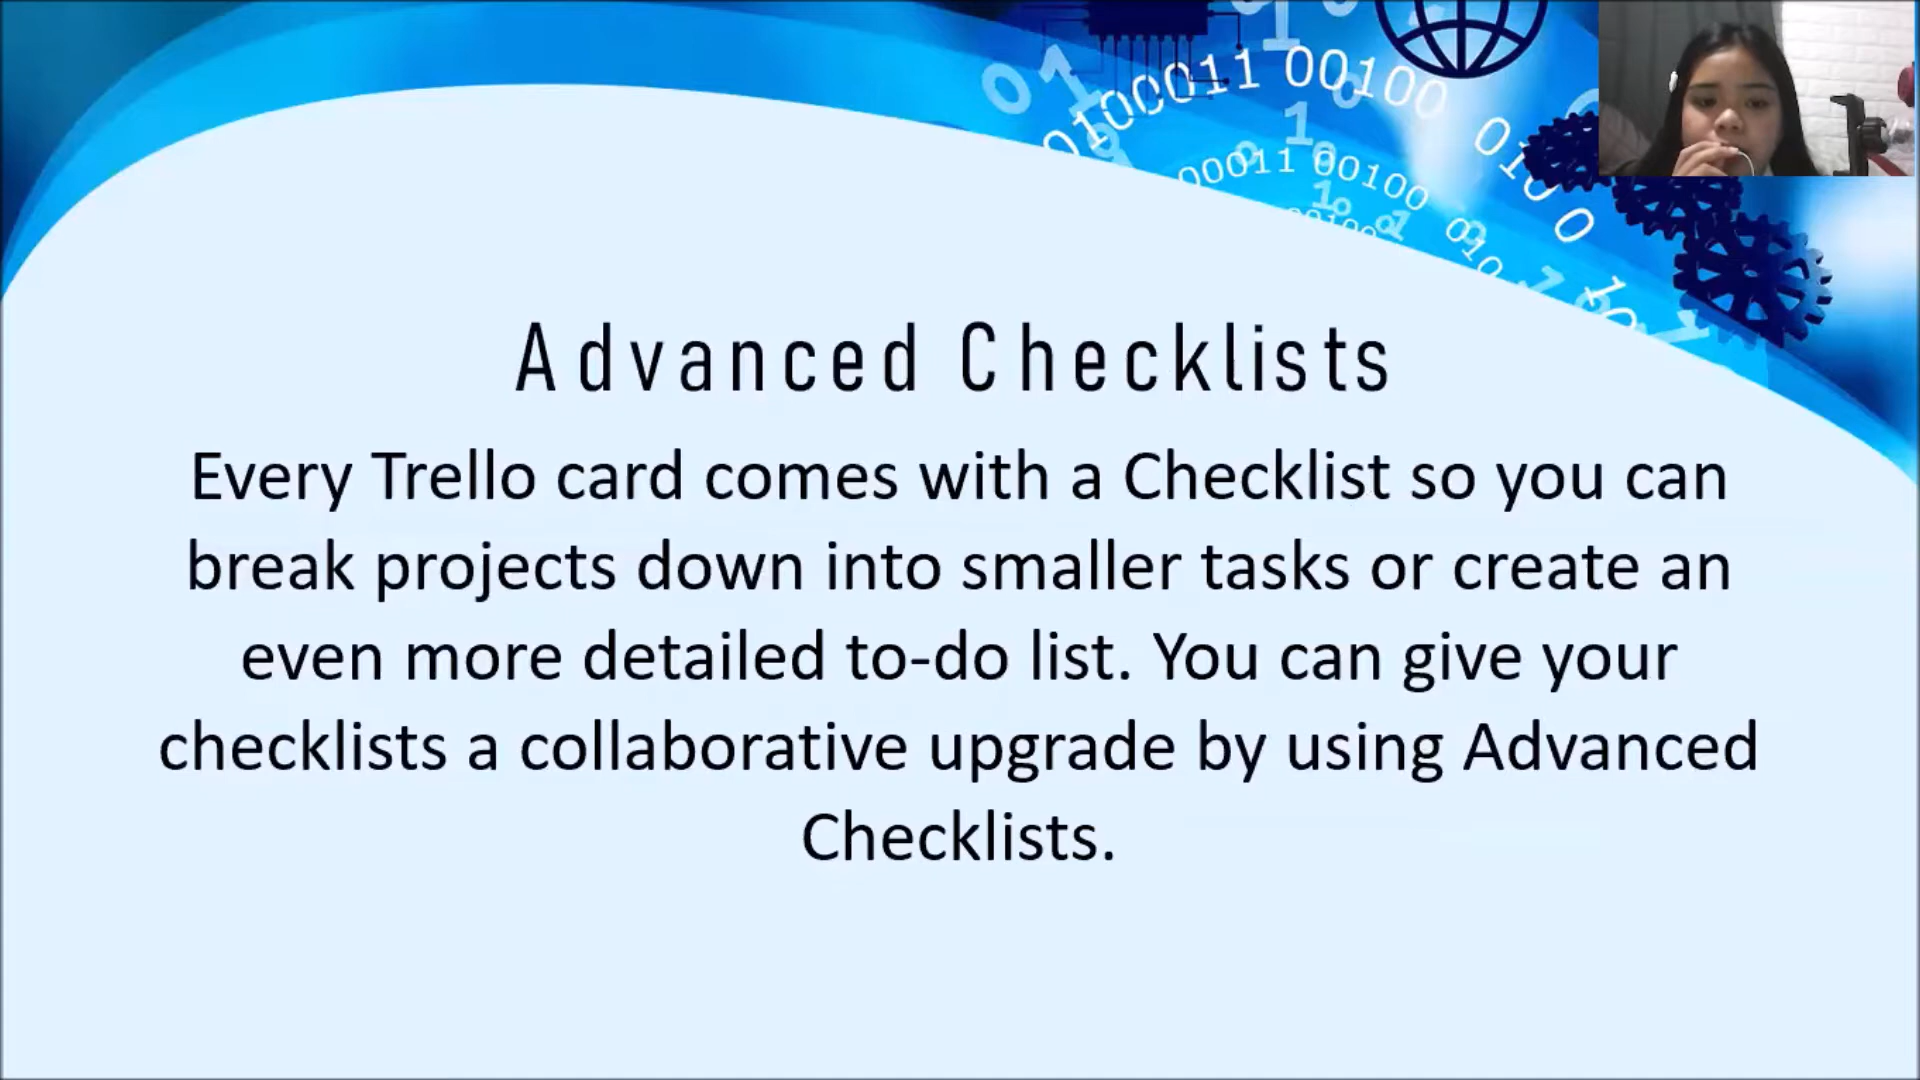 Advanced Checklists
Every Trello card comes with a Checklist so you can
break projects down into smaller tasks or create an
even more detailed to-do list. You can give your
checklists a collaborative upgrade by using Advanced
Checklists.